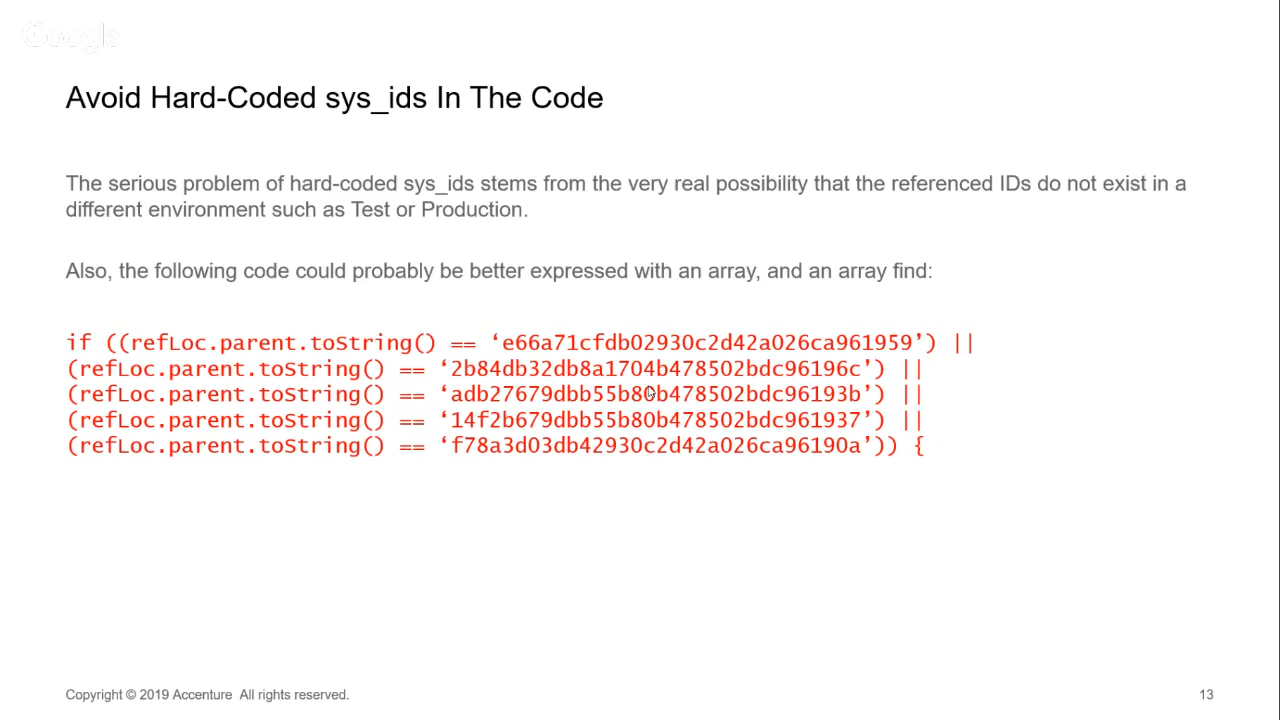 Google
Avoid Hard-Coded sys_ids In The Code
The serious problem of hard-coded sys_ids stems from the very real possibility that the referenced IDs do not exist in a
different environment such as Test or Production.
Also, the following code could probably be better expressed with an array, and an array find:
if ((refLoc.parent.toString() == ‘e66a71cfdb02930c2d42a026ca961959’) ||
(refLoc.parent.toString() == ‘2b84db32db8a1704b478502bdc96196c’) ||
(refLoc.parent.toString() == ‘adb27679dbb55b80b478502bdc96193b’) ||
(refLoc.parent.toString() == ‘14f2b679dbb55b80b478502bdc961937’) ||
(refLoc.parent.toString() == ‘f78a3d03db42930c2d42a026ca96190a’)) {
Copyright © 2019 Accenture All rights reserved.
13